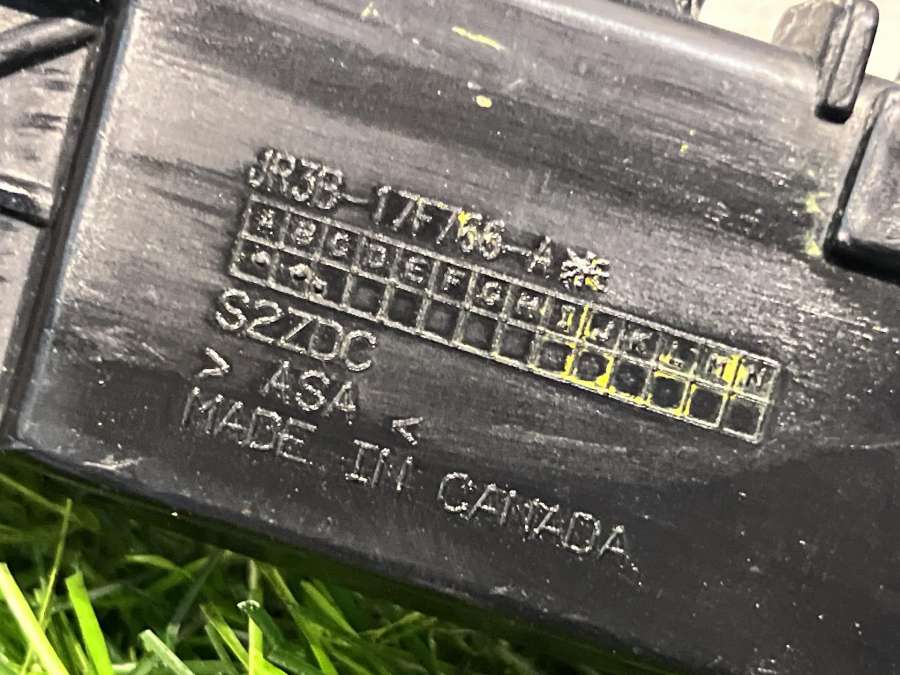 JR3B-17F766-A*
A B C D E F G H I J K L M N
S2ZDC
> ASA <
MADE IN CANADA